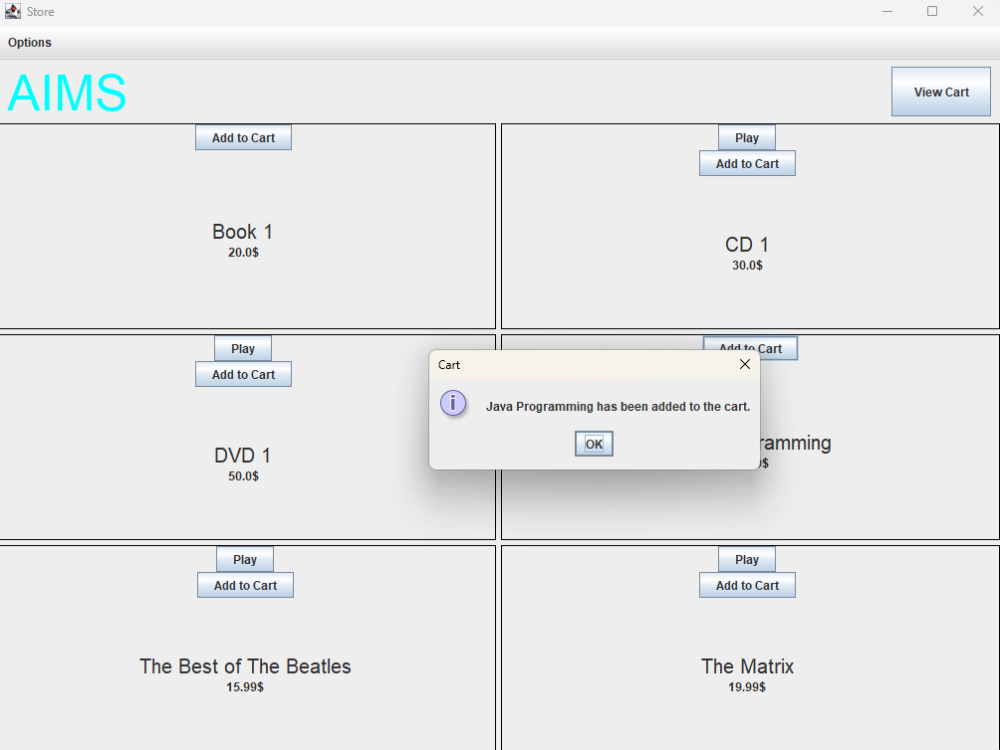 Store
Options
AIMS
View Cart
Add to Cart
Book 1
20.0$
Play
Add to Cart
CD 1
30.0$
Play
Add to Cart
DVD 1
50.0$
Add to Cart
Cart
Java Programming has been added to the cart.
OK
Play
Add to Cart
The Best of The Beatles
15.99$
Play
Add to Cart
The Matrix
19.99$